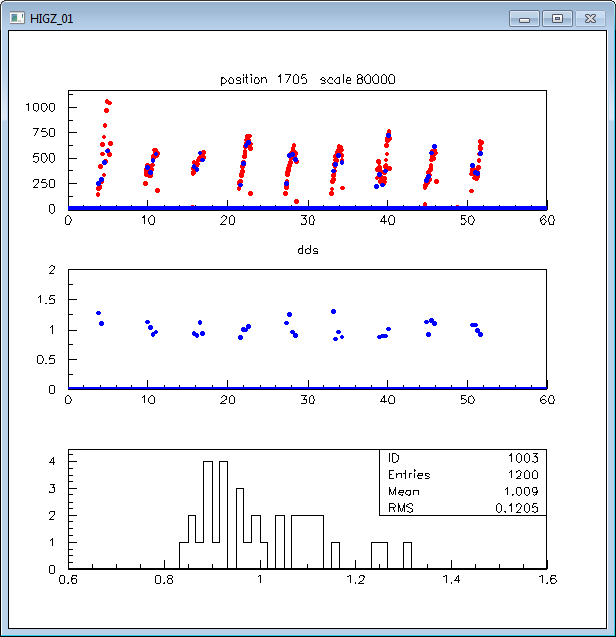 HIGZ_01
position 1705 scale 80000
1000
750
500
250
0
0 10 20 30 40 50 60
dds
2
1.5
1
0.5
0
0 10 20 30 40 50 60
4
3
2
1
0
0.6 0.8 1 1.2 1.4 1.6
ID 1003
Entries 1200
Mean 1.009
RMS 0.1205